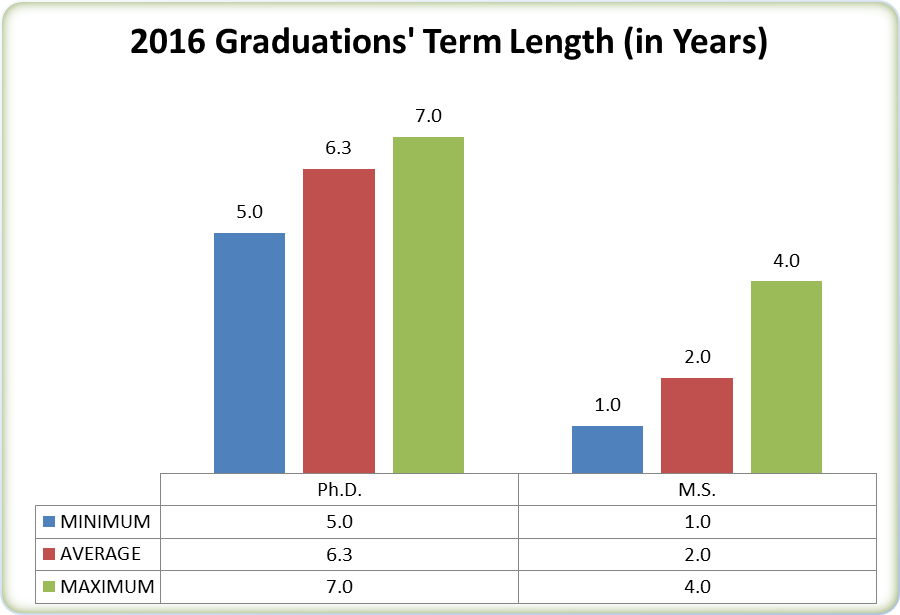 2016 Graduations' Term Length (in Years)
7.0
6.3
5.0
4.0
2.0
1.0
Ph.D. M.S.
MINIMUM 5.0 1.0
AVERAGE 6.3 2.0
MAXIMUM 7.0 4.0